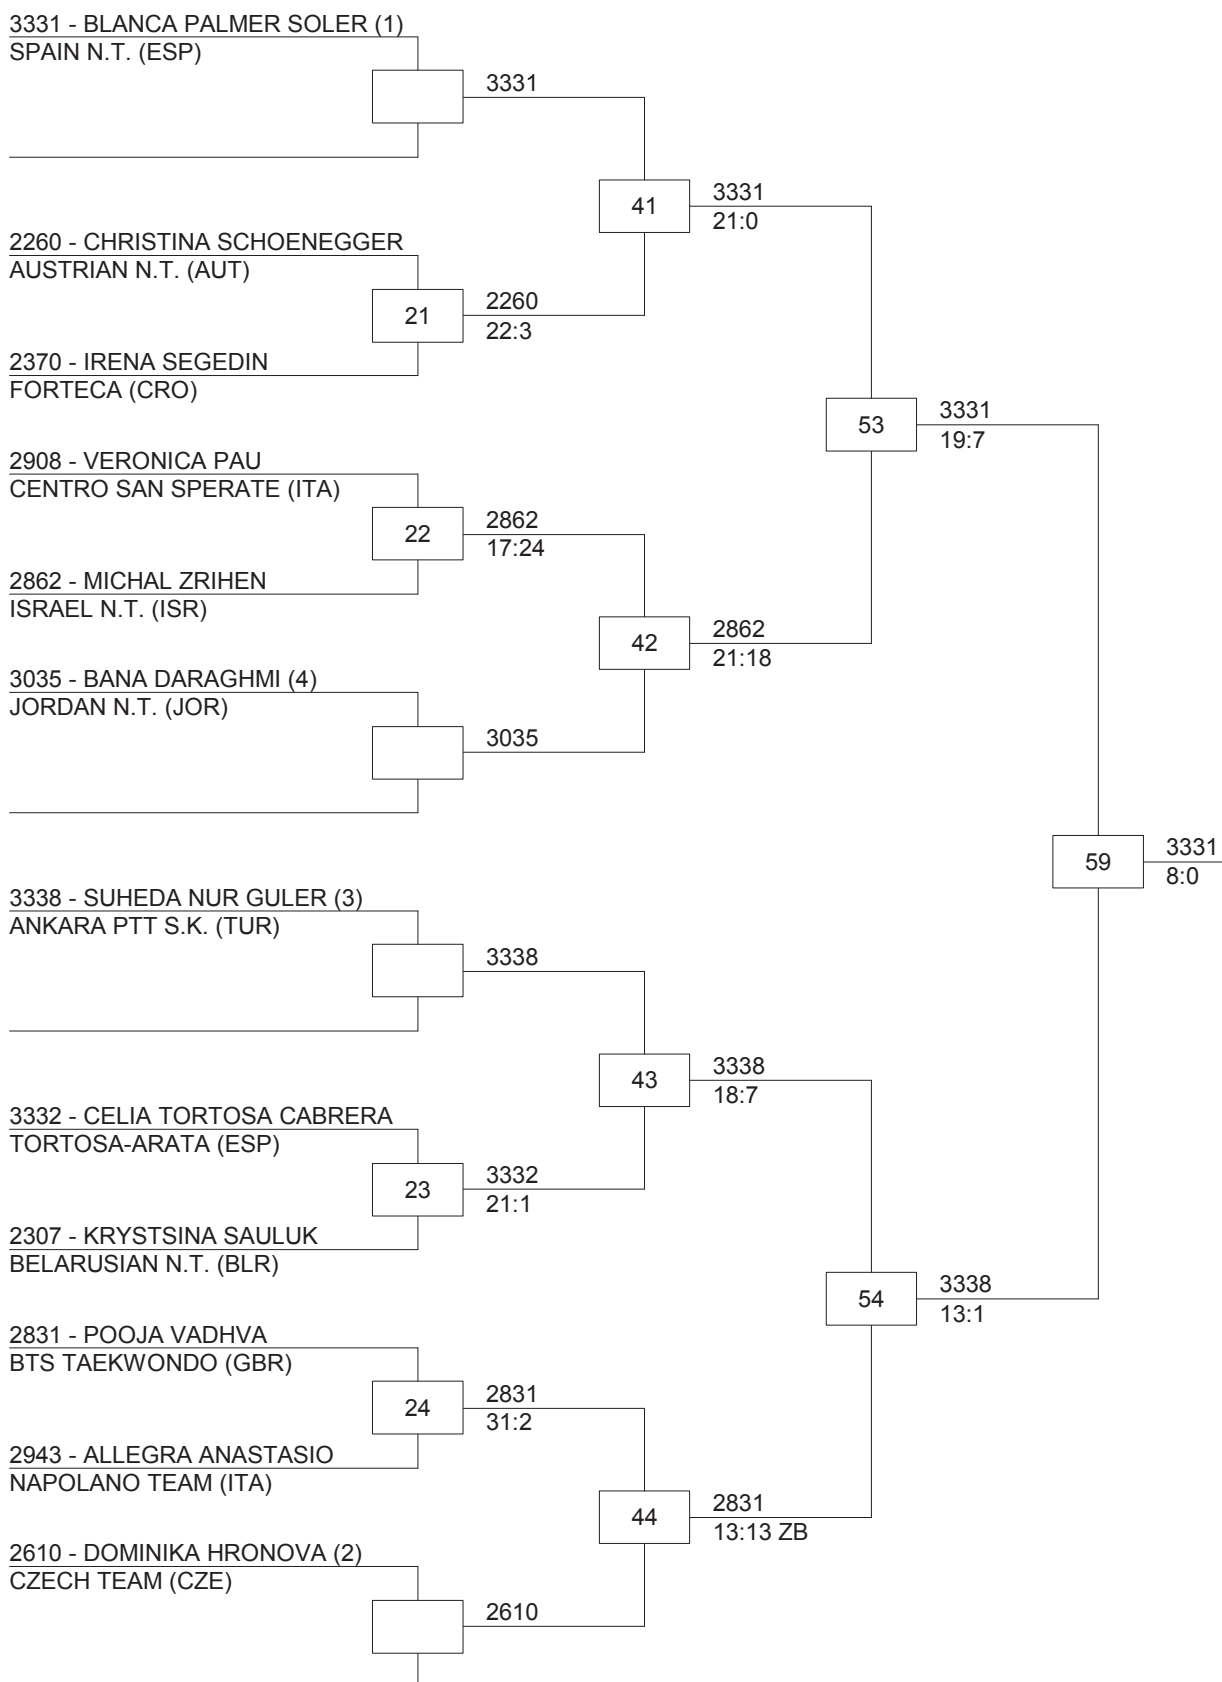 3331 - BLANCA PALMER SOLER (1)
SPAIN N.T. (ESP)
3331
41
3331
21:0
2260 - CHRISTINA SCHOENEGGER
AUSTRIAN N.T. (AUT)
21
2260
22:3
2370 - IRENA SEGEDIN
FORTECA (CRO)
53
3331
19:7
2908 - VERONICA PAU
CENTRO SAN SPERATE (ITA)
22
2862
17:24
2862 - MICHAL ZRIHEN
ISRAEL N.T. (ISR)
42
2862
21:18
3035 - BANA DARAGHMI (4)
JORDAN N.T. (JOR)
3035
59
3331
8:0
3338 - SUHEDA NUR GULER (3)
ANKARA PTT S.K. (TUR)
3338
43
3338
18:7
3332 - CELIA TORTOSA CABRERA
TORTOSA-ARATA (ESP)
23
3332
21:1
2307 - KRYSTSINA SAULUK
BELARUSIAN N.T. (BLR)
54
3338
13:1
2831 - POOJA VADHVA
BTS TAEKWONDO (GBR)
24
2831
31:2
2943 - ALLEGRA ANASTASIO
NAPOLANO TEAM (ITA)
44
2831
13:13 ZB
2610 - DOMINIKA HRONOVA (2)
CZECH TEAM (CZE)
2610